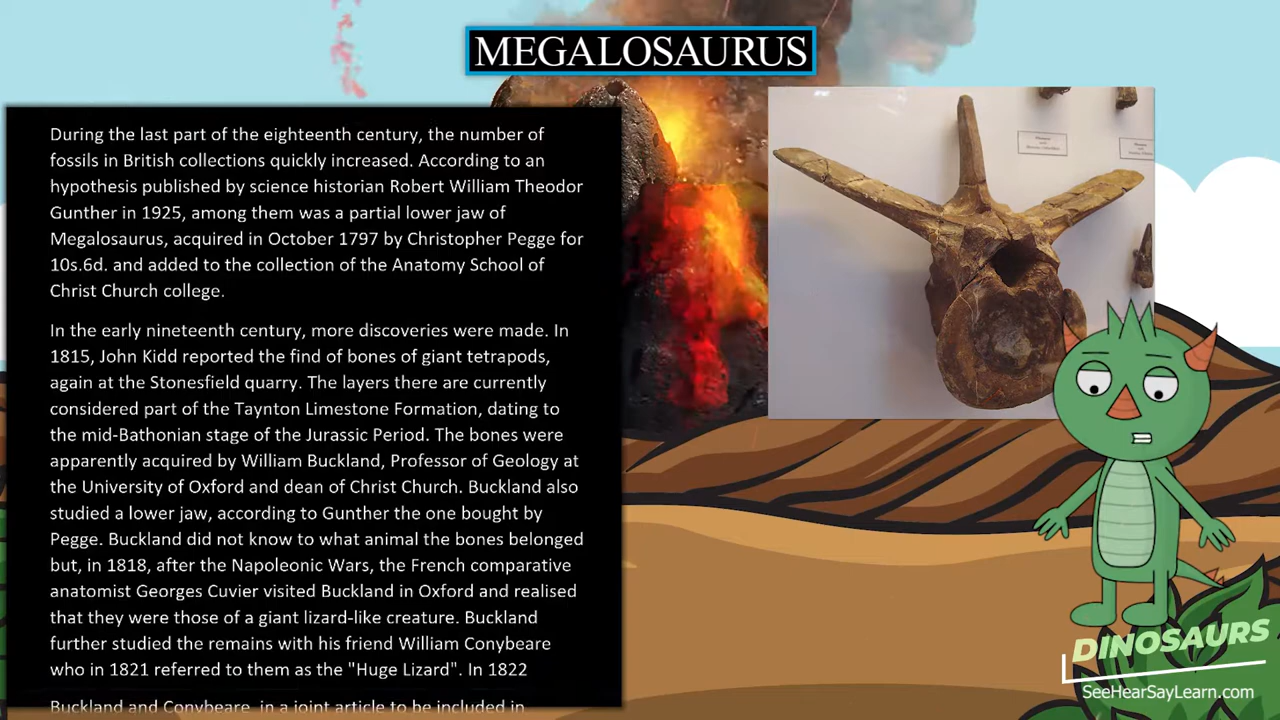 MEGALOSAURUS
During the last part of the eighteenth century, the number of
fossils in British collections quickly increased. According to an
hypothesis published by science historian Robert William Theodor
Gunther in 1925, among them was a partial lower jaw of
Megalosaurus, acquired in October 1797 by Christopher Pegge for
10s.6d. and added to the collection of the Anatomy School of
Christ Church college.
In the early nineteenth century, more discoveries were made. In
1815, John Kidd reported the find of bones of giant tetrapods,
again at the Stonesfield quarry. The layers there are currently
considered part of the Taynton Limestone Formation, dating to
the mid-Bathonian stage of the Jurassic Period. The bones were
apparently acquired by William Buckland, Professor of Geology at
the University of Oxford and dean of Christ Church. Buckland also
studied a lower jaw, according to Gunther the one bought by
Pegge. Buckland did not know to what animal the bones belonged
but, in 1818, after the Napoleonic Wars, the French comparative
anatomist Georges Cuvier visited Buckland in Oxford and realised
that they were those of a giant lizard-like creature. Buckland
further studied the remains with his friend William Conybeare
who in 1821 referred to them as the "Huge Lizard". In 1822
Buckland and Conybeare, in a joint article to be included in
DINOSAURS
SeeHearSayLearn.com